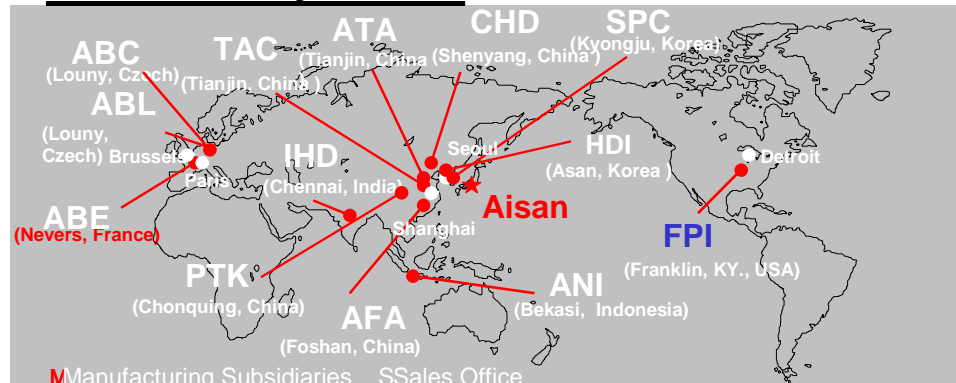 ABC
(Louny, Czech)
ABL
(Louny,
Czech)
TAC
(Tianjin, China )
ATA
(Tianjin, China
CHD
(Shenyang, China )
SPC
(Kyongju, Korea)
HDI
(Asan, Korea )
IHD
(Chennai, India)
Brussels
Paris
Seoul
Shanghai
Detroit
Aisan
ABE
(Nevers, France)
PTK
(Chonquing, China)
AFA
(Foshan, China)
ANI
(Bekasi, Indonesia)
FPI
(Franklin, KY., USA)
MManufacturing Subsidiaries SSales Office